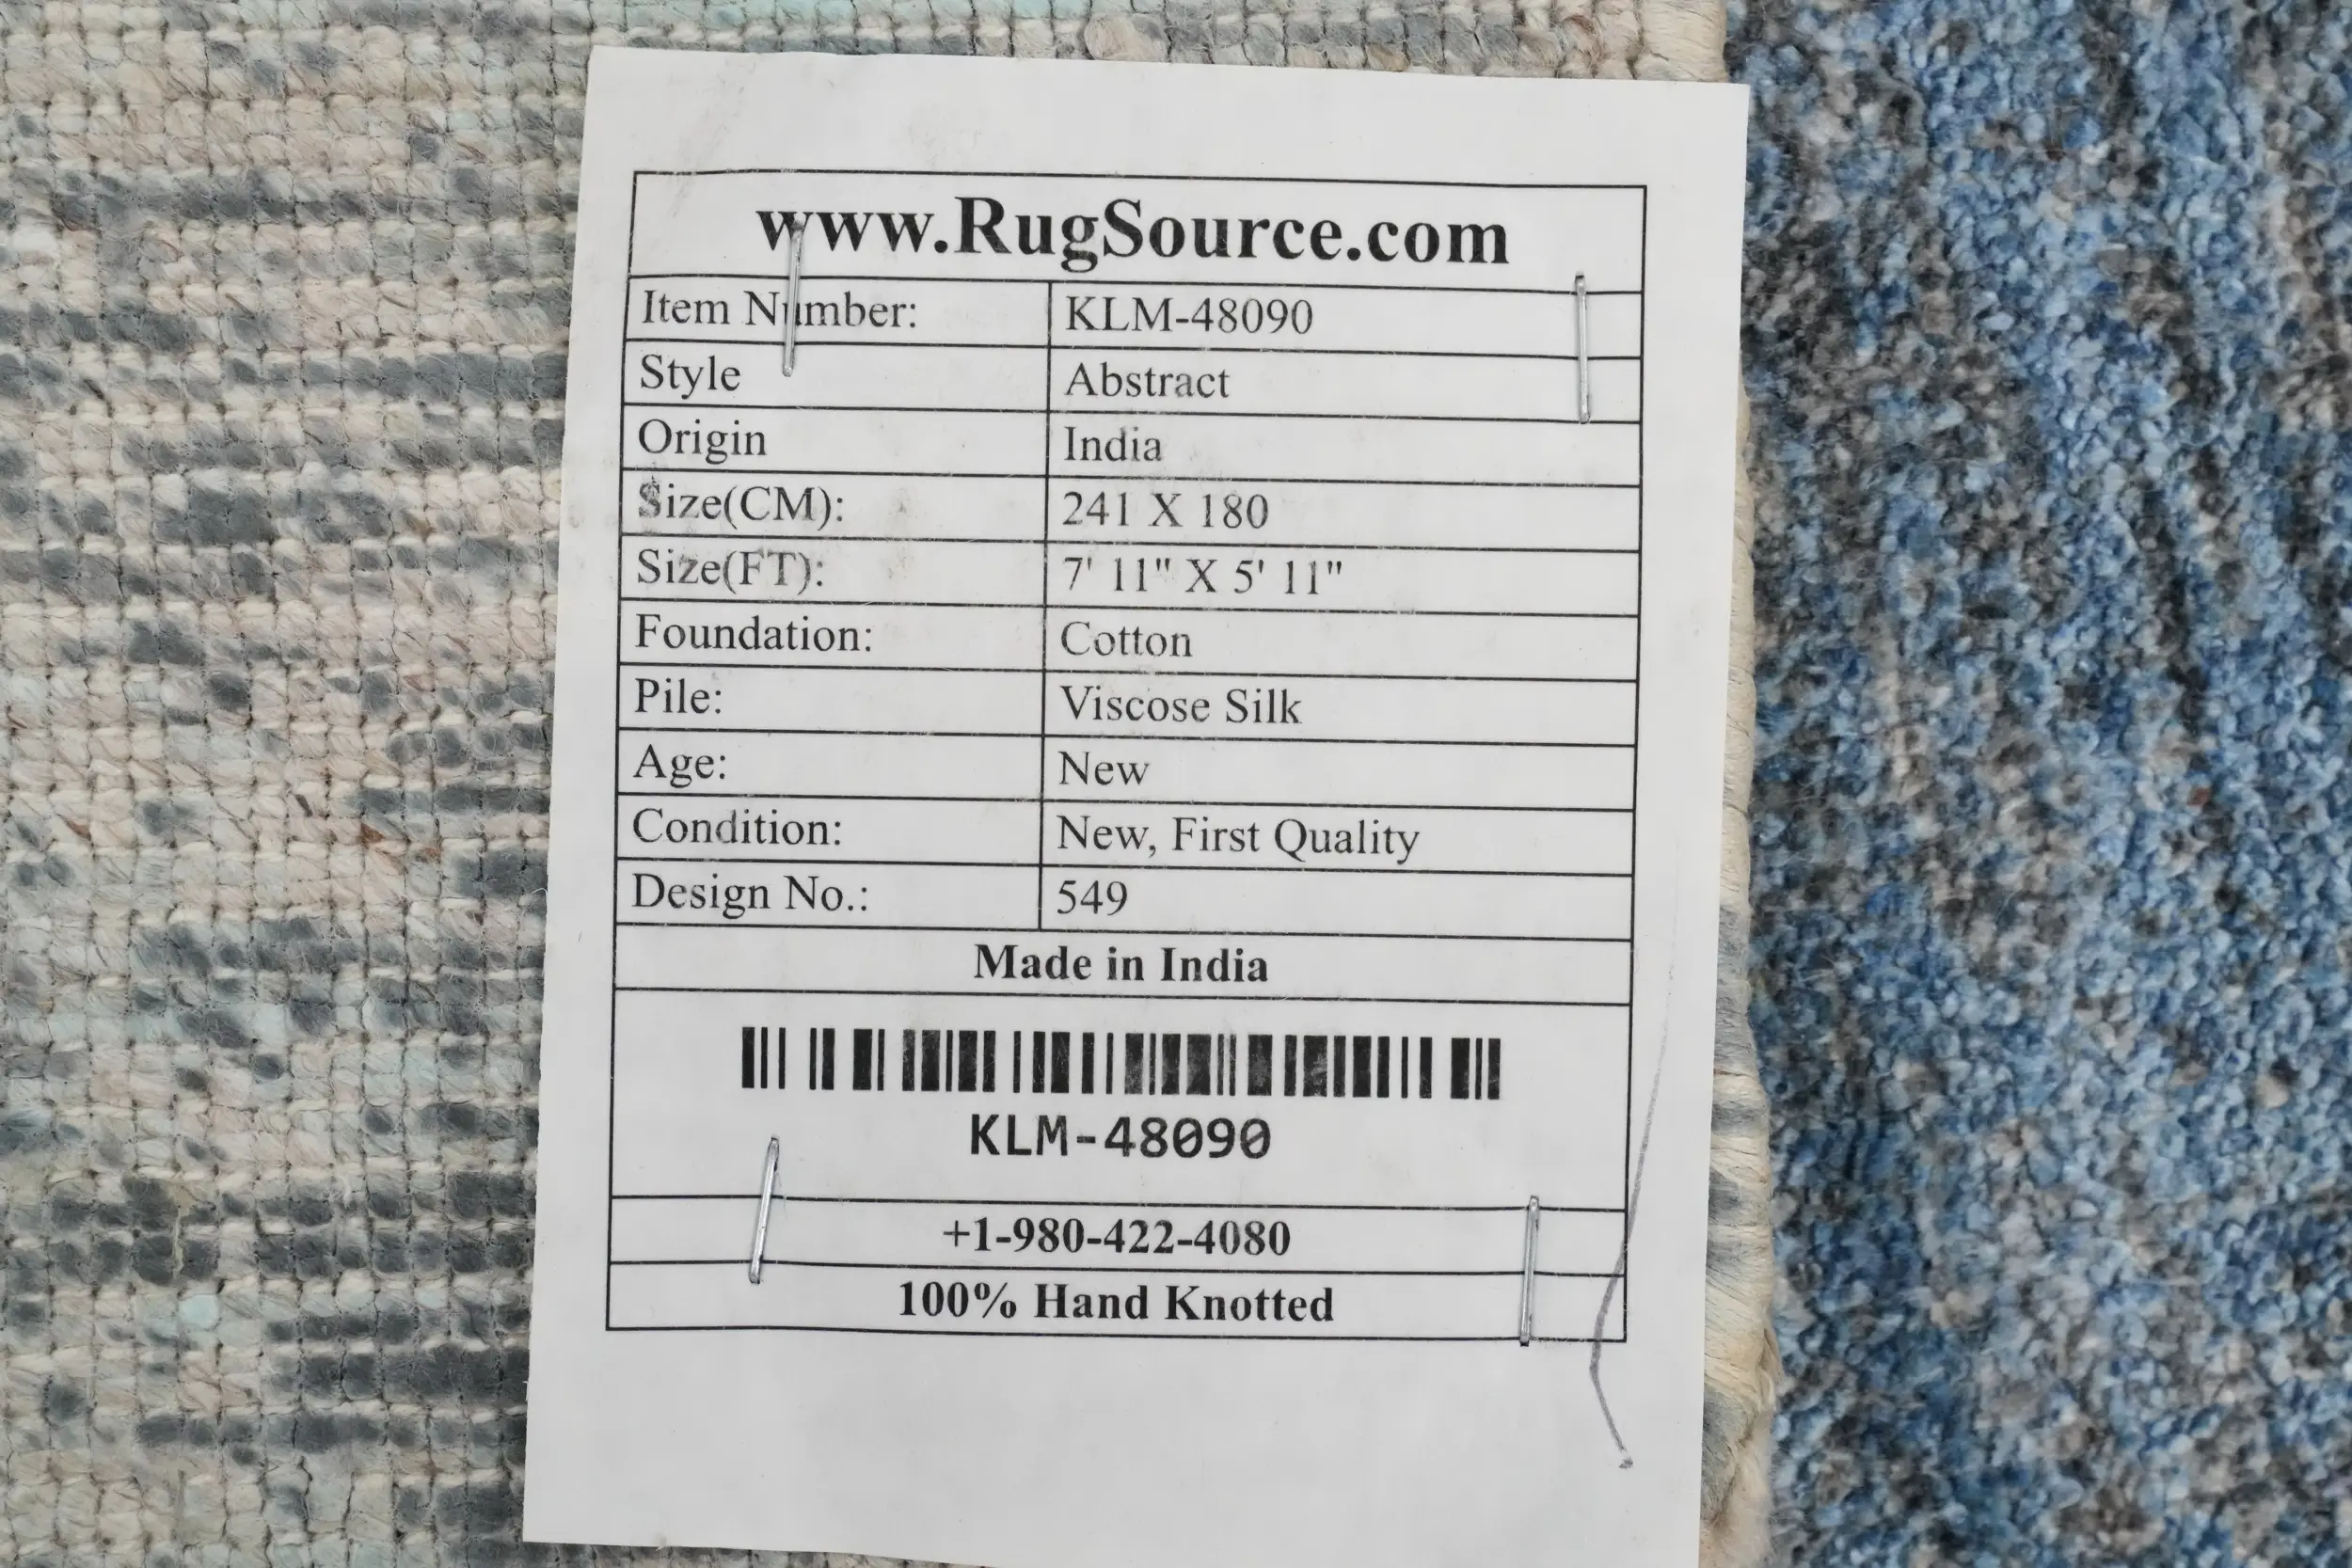 www.RugSource.com
Item Number: KLM-48090
Style Abstract
Origin India
Size(CM): 241 X 180
Size(FT): 7' 11" X 5' 11"
Foundation: Cotton
Pile: Viscose Silk
Age: New
Condition: New, First Quality
Design No.: 549
Made in India
KLM-48090
+1-980-422-4080
100% Hand Knotted